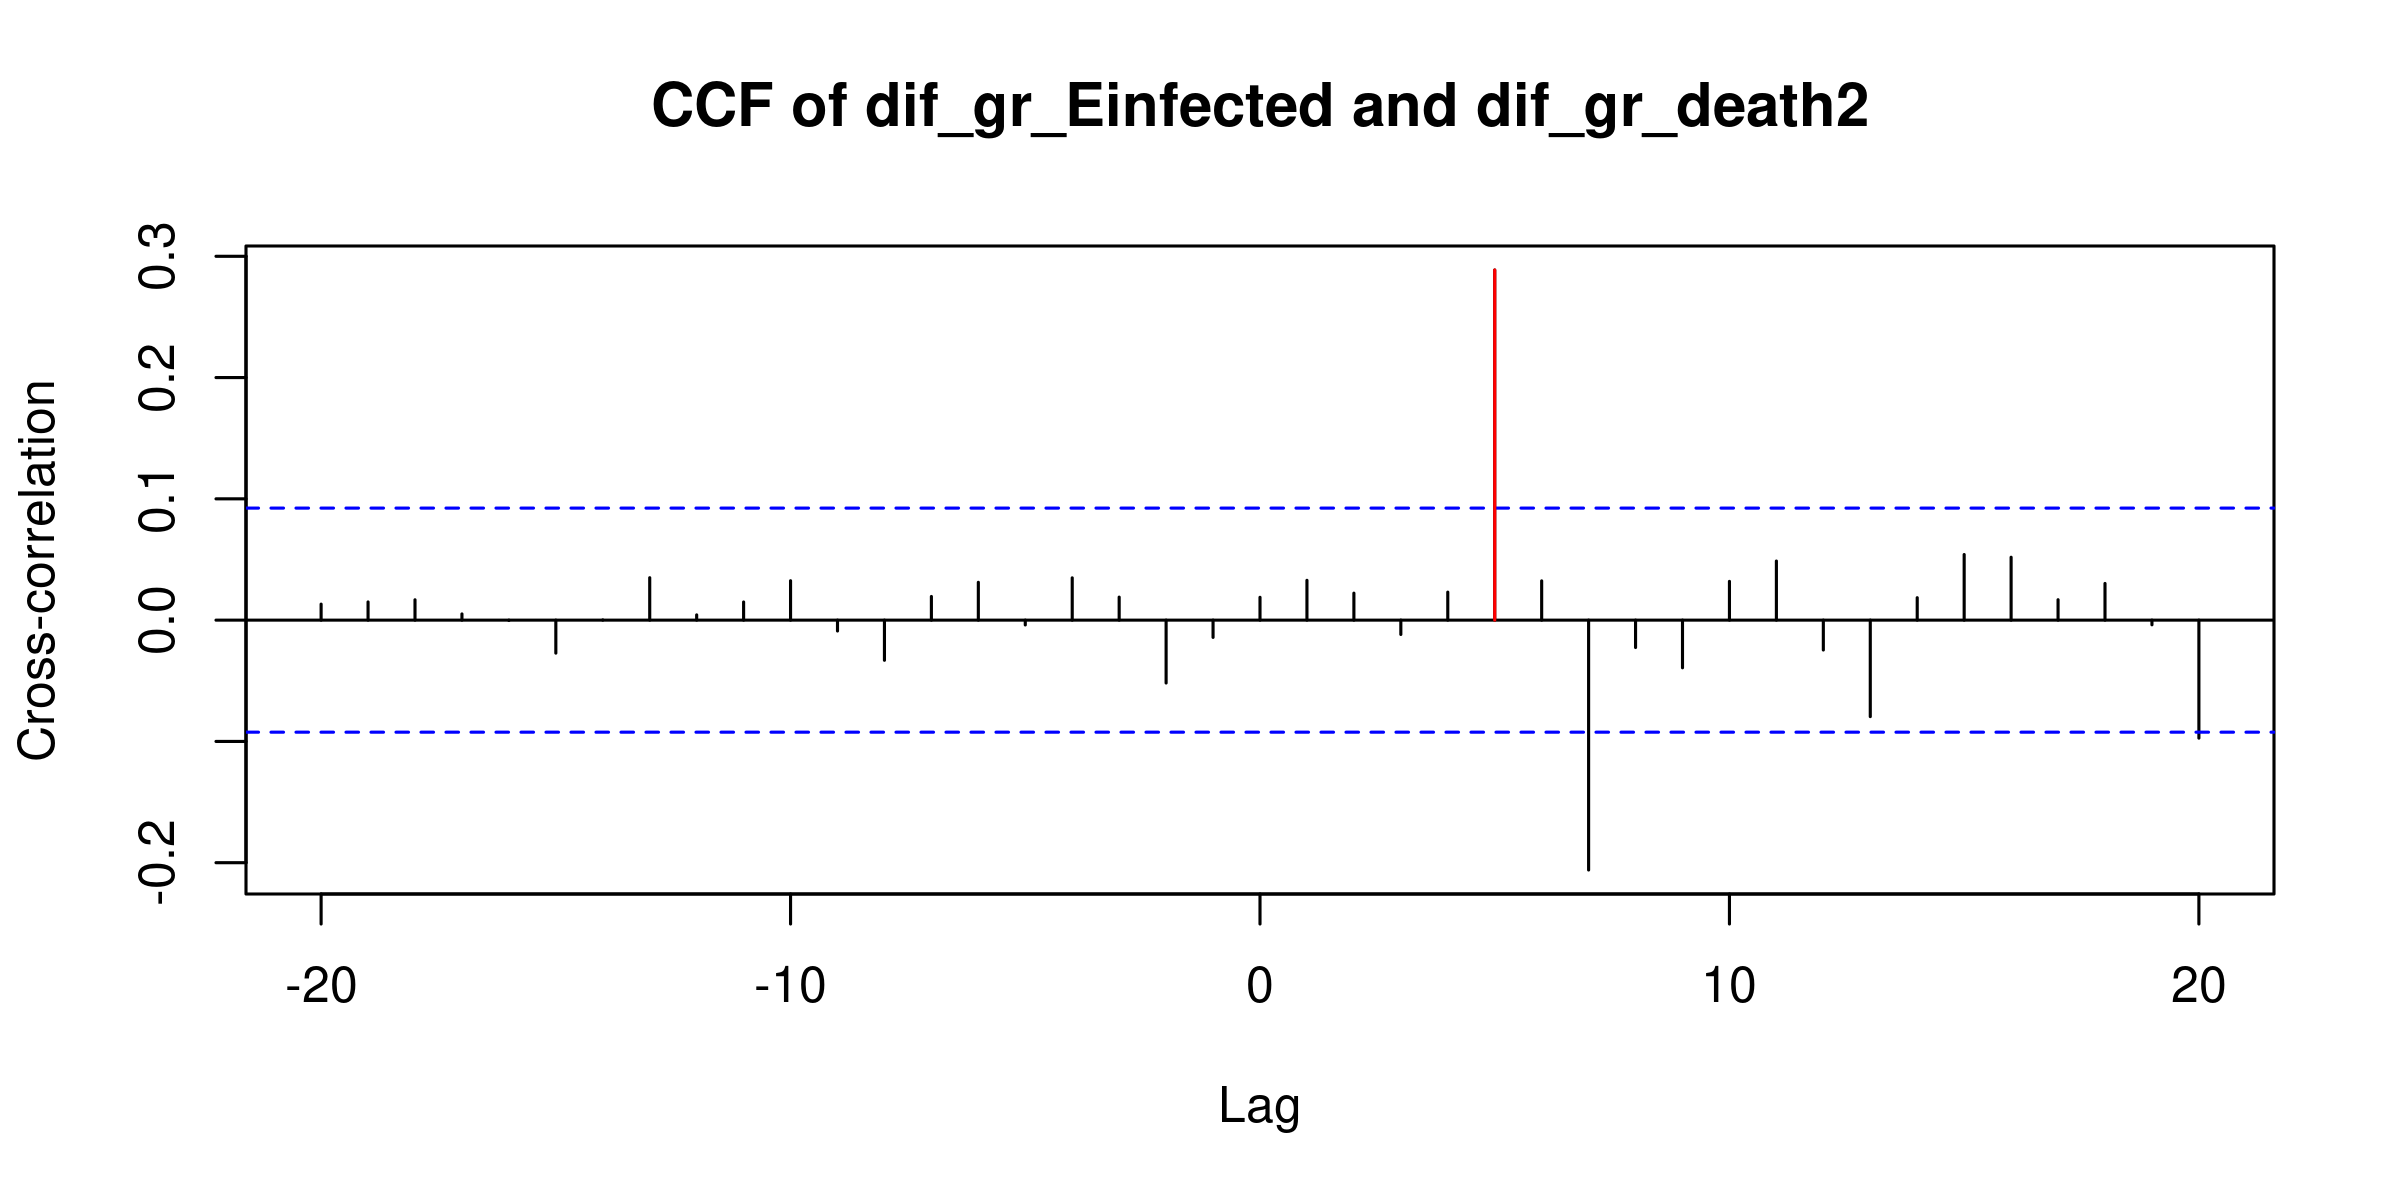 CCF of dif_gr_Einfected and dif_gr_death2
Cross-correlation
0.3
0.2
0.1
0.0
-0.2
-20 -10 0 10 20
Lag